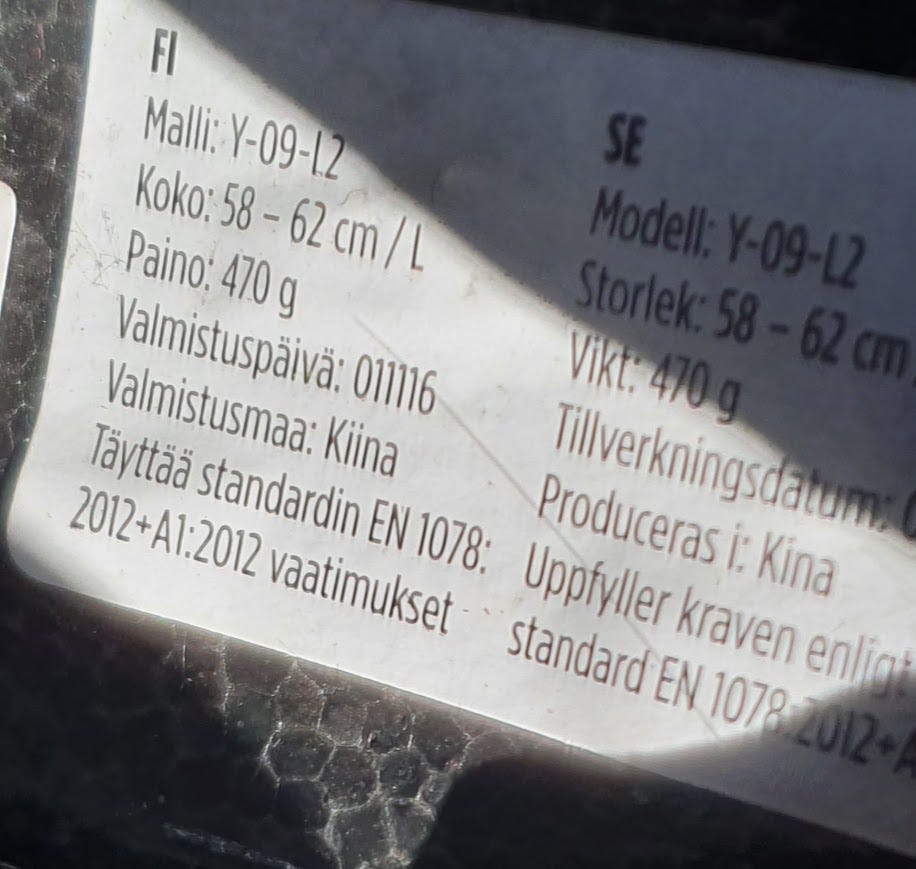 FI
Malli: Y-09-L2
Koko: 58 – 62 cm / L
Paino: 470 g
Valmistuspäivä: 011116
Valmistusmaa: Kiina
Täyttää standardin EN 1078:
2012+A1:2012 vaatimukset
SE
Modell: Y-09-L2
Storlek: 58 – 62 cm
Vikt: 470 g
Tillverkningsdatum:
Produceras i: Kina
Uppfyller kraven enligt
standard EN 1078:2012+A